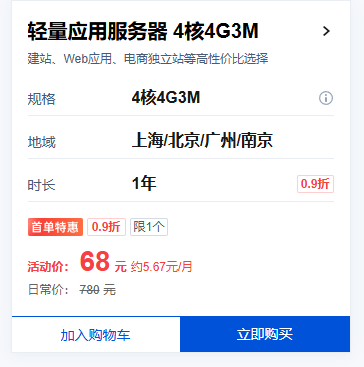 轻量应用服务器 4核4G3M
建站、Web应用、电商独立站等高性价比选择
规格 4核4G3M
地域 上海/北京/广州/南京
时长 1年 0.9折
首单特惠 0.9折 限1个
活动价: 68 元 约5.67元/月
日常价: 780 元
加入购物车 立即购买